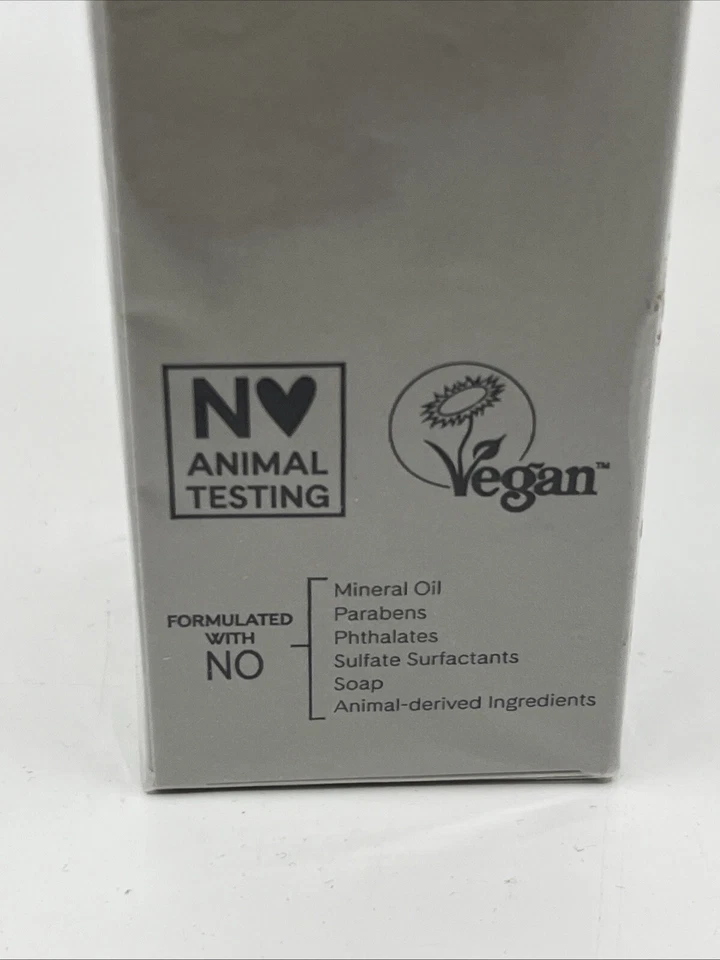 N♥
ANIMAL
TESTING
Vegan™
FORMULATED
WITH
NO
Mineral Oil
Parabens
Phthalates
Sulfate Surfactants
Soap
Animal-derived Ingredients